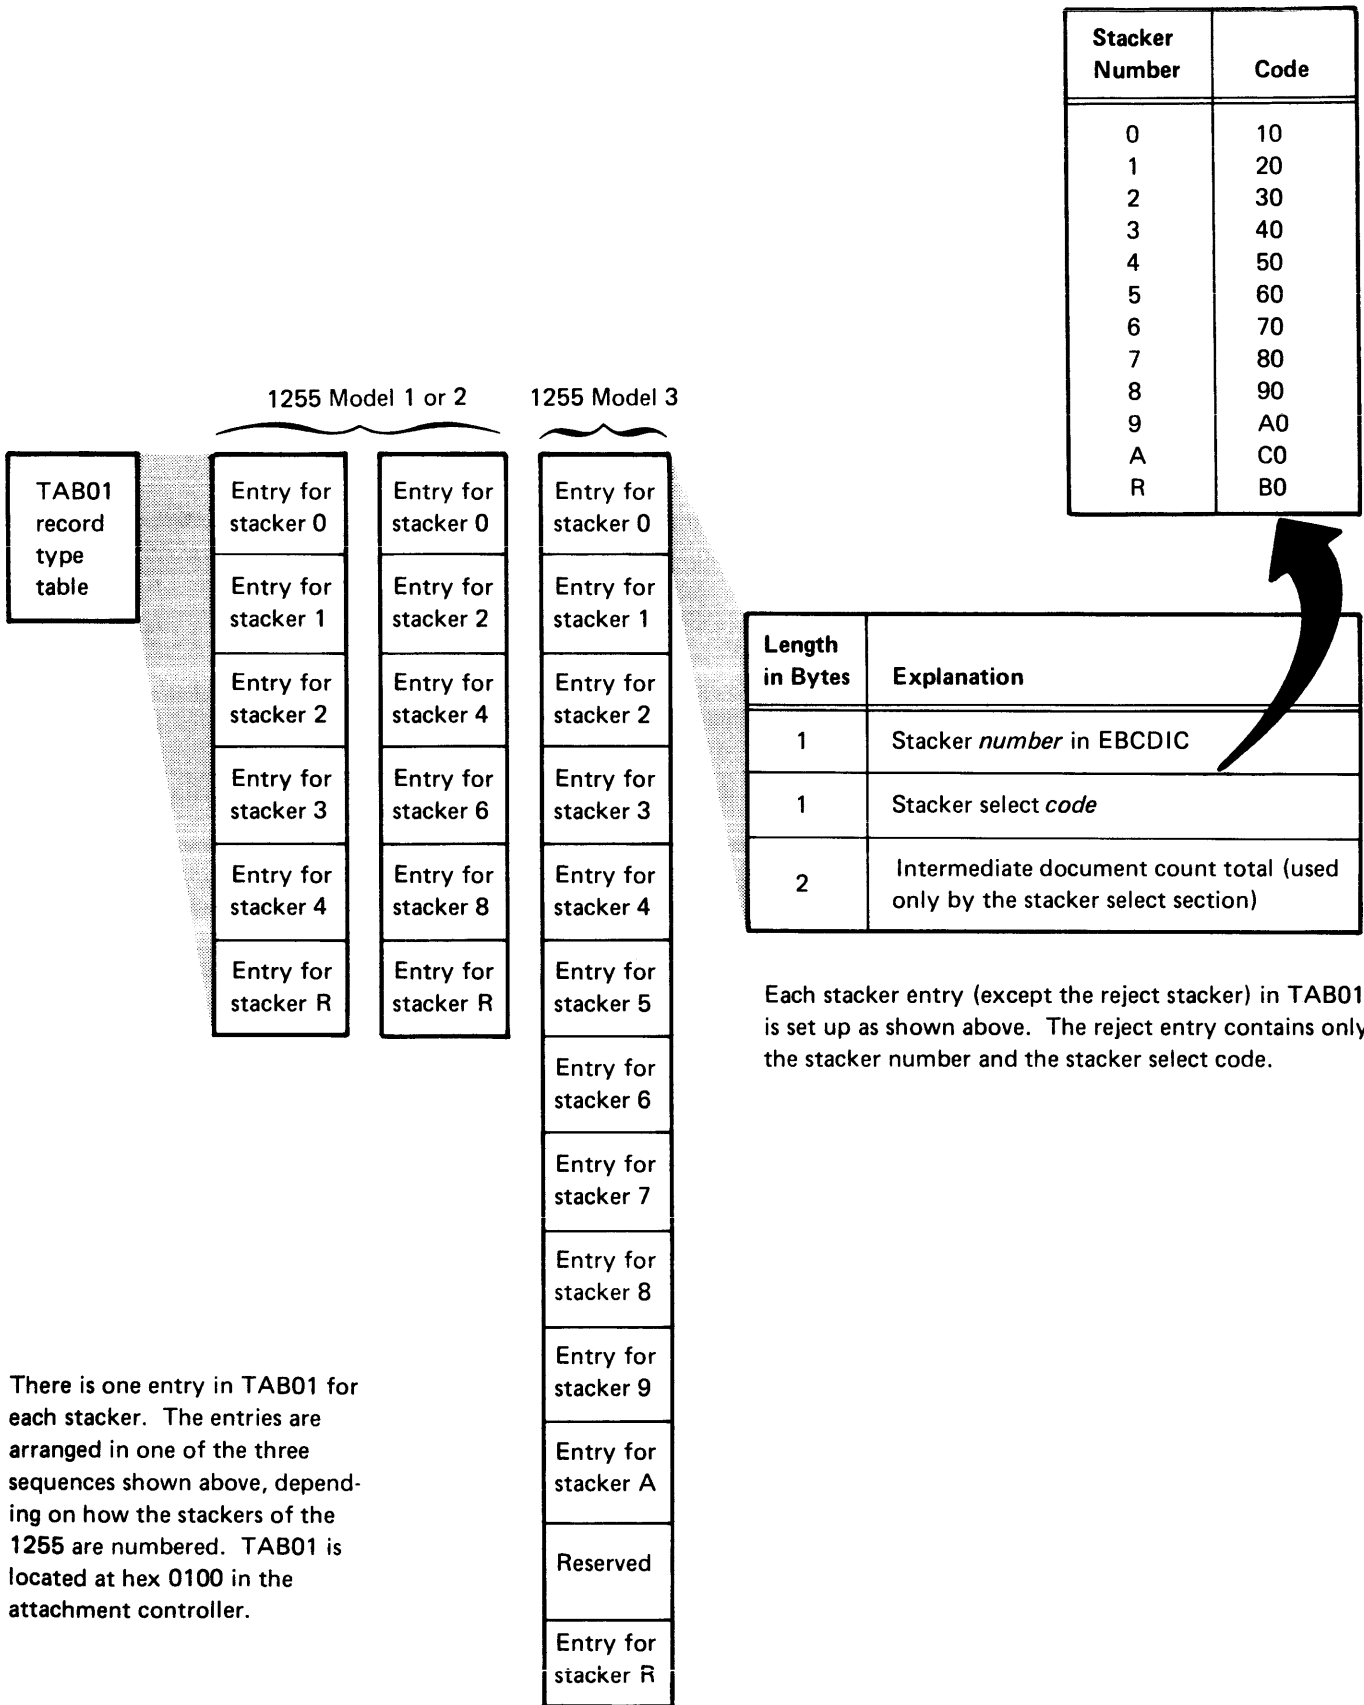 Stacker
Number Code
0 10
1 20
2 30
3 40
4 50
5 60
6 70
7 80
8 90
9 A0
A C0
R B0
1255 Model 1 or 2
1255 Model 3
TAB01
record
type
table
Entry for
stacker 0
Entry for
stacker 1
Entry for
stacker 2
Entry for
stacker 3
Entry for
stacker 4
Entry for
stacker R
Entry for
stacker 0
Entry for
stacker 2
Entry for
stacker 4
Entry for
stacker 6
Entry for
stacker 8
Entry for
stacker R
Entry for
stacker 0
Entry for
stacker 1
Entry for
stacker 2
Entry for
stacker 3
Entry for
stacker 4
Entry for
stacker 5
Entry for
stacker 6
Entry for
stacker 7
Entry for
stacker 8
Entry for
stacker 9
Entry for
stacker A
Reserved
Entry for
stacker R
Length
in Bytes Explanation
1 Stacker number in EBCDIC
1 Stacker select code
2 Intermediate document count total (used
only by the stacker select section)
Each stacker entry (except the reject stacker) in TAB01
is set up as shown above. The reject entry contains only
the stacker number and the stacker select code.
There is one entry in TAB01 for
each stacker. The entries are
arranged in one of the three
sequences shown above, depend-
ing on how the stackers of the
1255 are numbered. TAB01 is
located at hex 0100 in the
attachment controller.